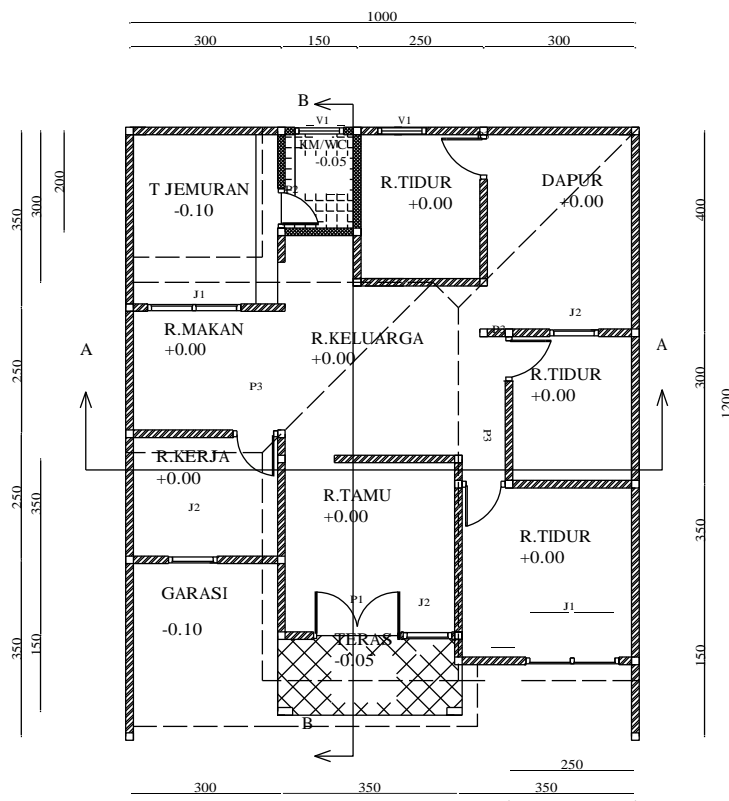 1000
300 150 250 300
B
V1 V1
KM/WC
-0.05
T JEMURAN
-0.10
P2
R.TIDUR
+0.00
DAPUR
+0.00
200
300
350
400
J1
J2
R.MAKAN
+0.00
R.KELUARGA
+0.00
P3
A
A
R.TIDUR
+0.00
250
300
1200
P3
P3
R.KERJA
+0.00
J2
R.TAMU
+0.00
R.TIDUR
+0.00
250
350
350
GARASI
-0.10
P1
J2
J1
TERAS
-0.05
350
150
150
B
250
300 350 350